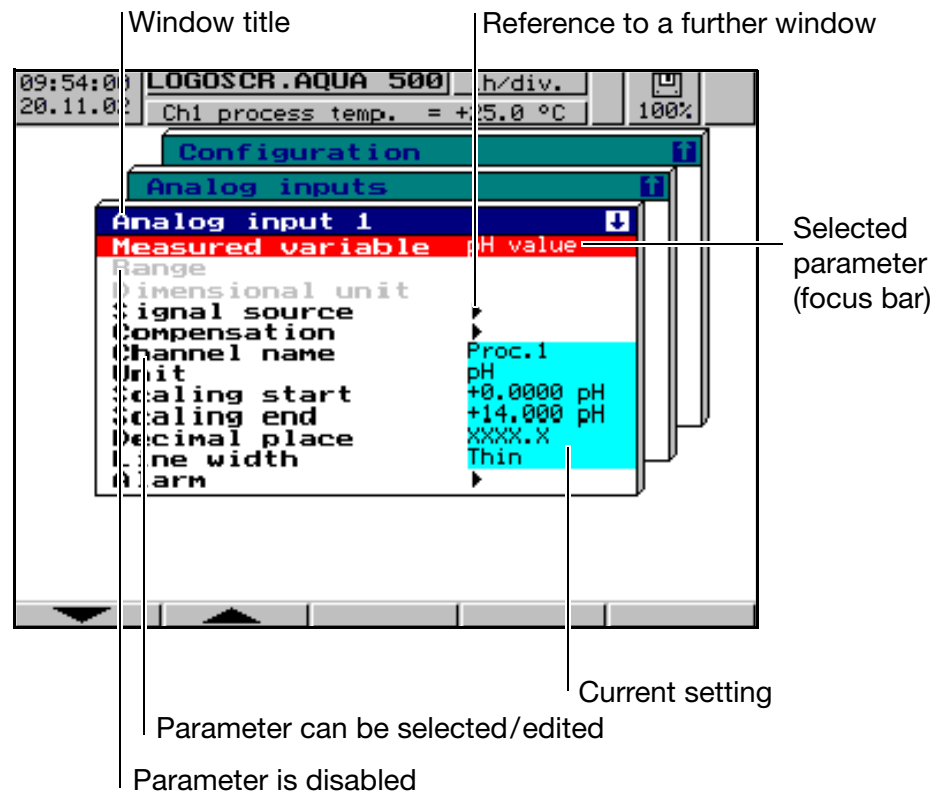 Window title
Reference to a further window
09:54:00 LOGOSCR.AQUA 500 h/div.
20.11.02 Ch1 process temp. = +25.0 °C 100%
Configuration
Analog inputs
Analog input 1
Measured variable pH value
Range
Dimensional unit
Signal source
Compensation
Channel name Proc.1
Unit pH
Scaling start +0.0000 pH
Scaling end +14.000 pH
Decimal place XXXX.X
Line width Thin
Alarm
Selected
parameter
(focus bar)
Current setting
Parameter can be selected/edited
Parameter is disabled